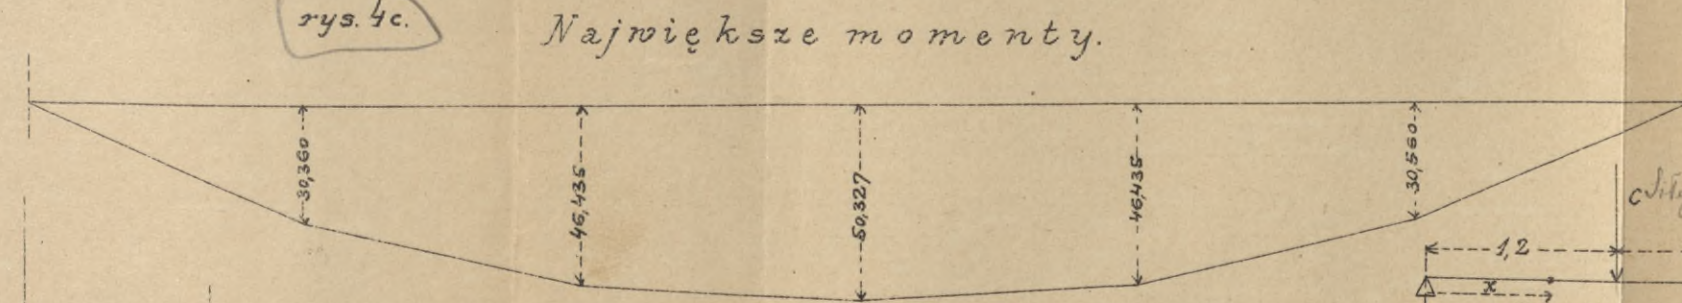 rys. 4c.
Największe momenty.
30,360
46,435
50,327
46,435
30,560
C
1,2
x